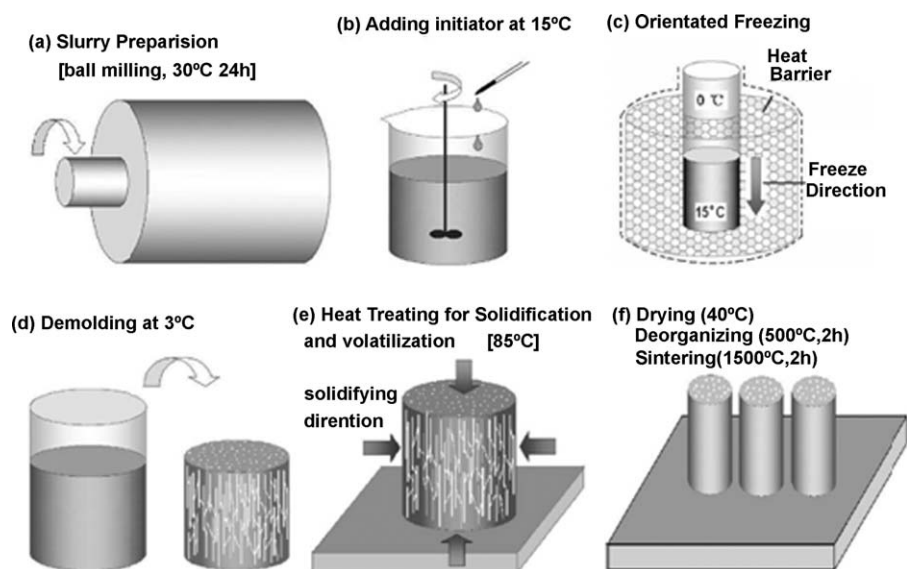 (a) Slurry Preparision
[ball milling, 30ºC 24h]
(b) Adding initiator at 15ºC
(c) Orientated Freezing
Heat
Barrier
0 ℃
Freeze
Direction
15°C
(d) Demolding at 3ºC
(e) Heat Treating for Solidification
and volatilization [85ºC]
solidifying
dirention
(f) Drying (40ºC)
Deorganizing (500ºC,2h)
Sintering(1500ºC,2h)